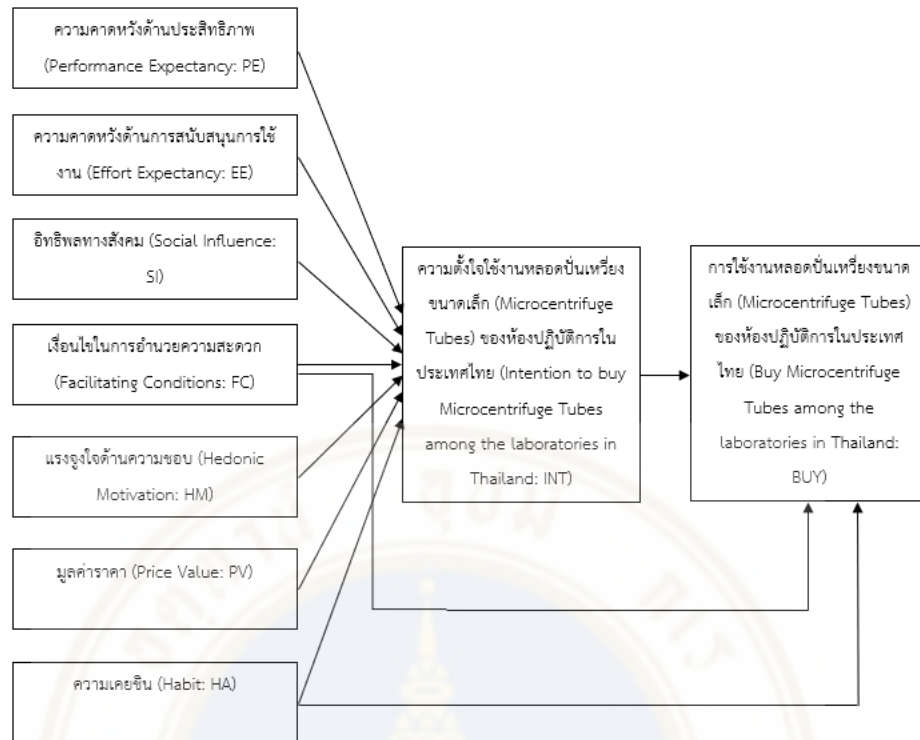 ความคาดหวังด้านประสิทธิภาพ
(Performance Expectancy: PE)
ความคาดหวังด้านการสนับสนุนการใช้
งาน (Effort Expectancy: EE)
อิทธิพลทางสังคม (Social Influence:
SI)
เงื่อนไขในการอำนวยความสะดวก
(Facilitating Conditions: FC)
แรงจูงใจด้านความชอบ (Hedonic
Motivation: HM)
มูลค่าราคา (Price Value: PV)
ความเคยชิน (Habit: HA)
ความตั้งใจใช้งานหลอดปั่นเหวี่ยง
ขนาดเล็ก (Microcentrifuge
Tubes) ของห้องปฏิบัติการใน
ประเทศไทย (Intention to buy
Microcentrifuge Tubes
among the laboratories in
Thailand: INT)
การใช้งานหลอดปั่นเหวี่ยงขนาด
เล็ก (Microcentrifuge Tubes)
ของห้องปฏิบัติการในประเทศ
ไทย (Buy Microcentrifuge
Tubes among the
laboratories in Thailand:
BUY)